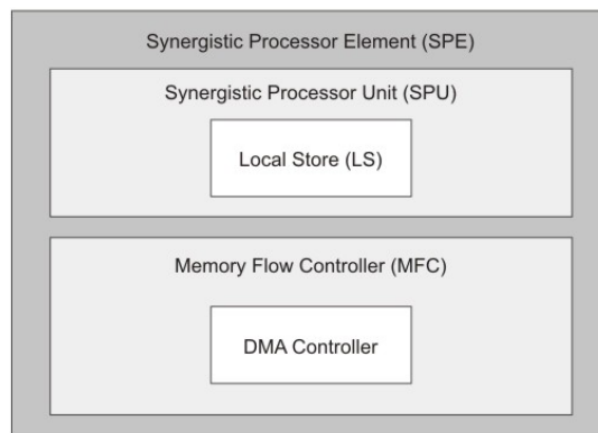 Synergistic Processor Element (SPE)
Synergistic Processor Unit (SPU)
Local Store (LS)
Memory Flow Controller (MFC)
DMA Controller